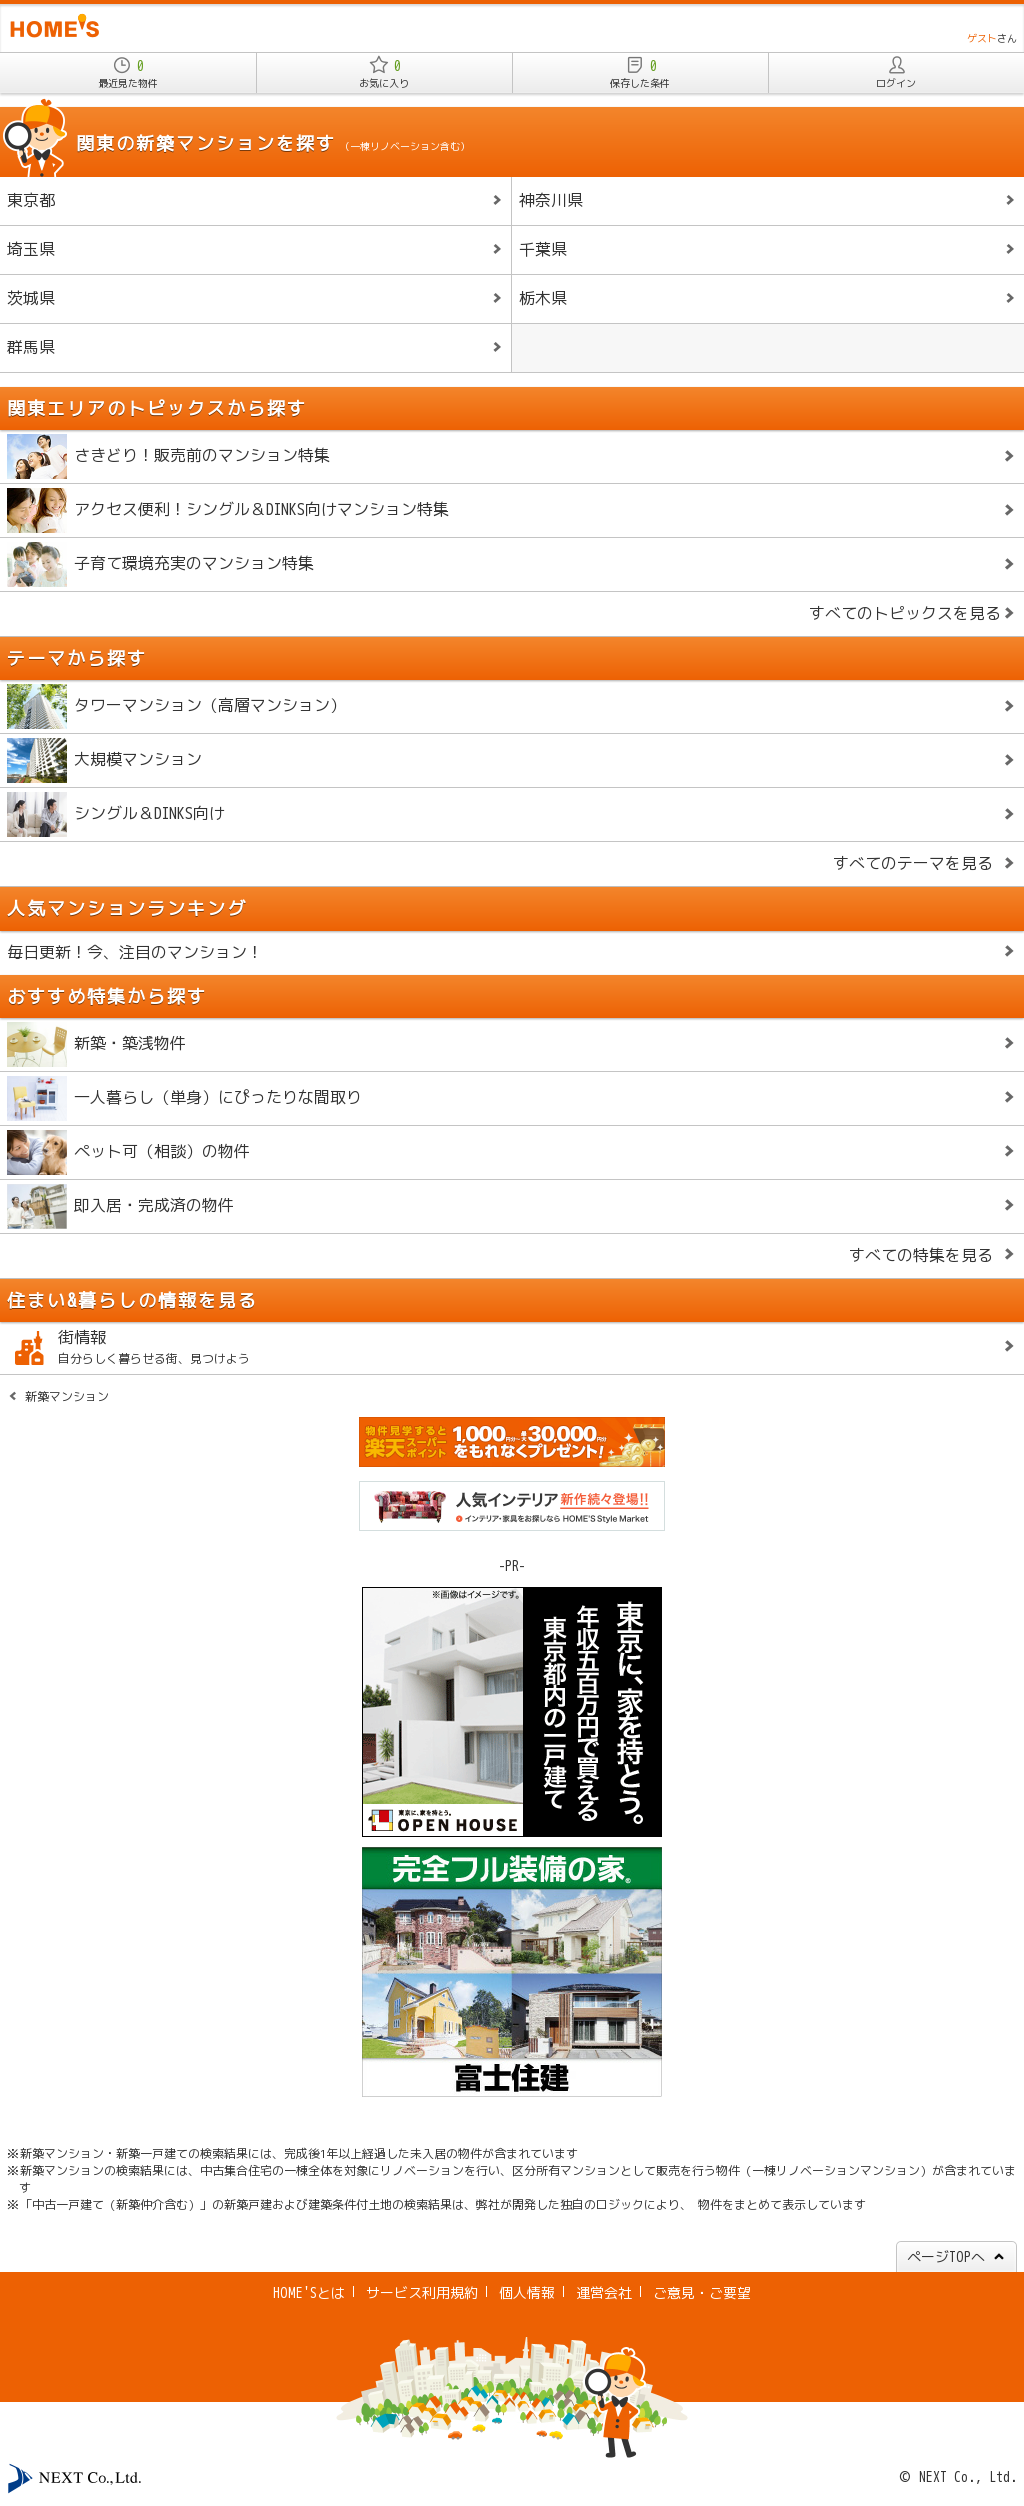 HOME'S
ゲストさん
0
最近見た物件
0
お気に入り
0
保存した条件
ログイン
関東の新築マンションを探す（一棟リノベーション含む）
東京都
神奈川県
埼玉県
千葉県
茨城県
栃木県
群馬県
関東エリアのトピックスから探す
さきどり！販売前のマンション特集
アクセス便利！シングル＆DINKS向けマンション特集
子育て環境充実のマンション特集
すべてのトピックスを見る
テーマから探す
タワーマンション（高層マンション）
大規模マンション
シングル＆DINKS向け
すべてのテーマを見る
人気マンションランキング
毎日更新！今、注目のマンション！
おすすめ特集から探す
新築・築浅物件
一人暮らし（単身）にぴったりな間取り
ペット可（相談）の物件
即入居・完成済の物件
すべての特集を見る
住まい&暮らしの情報を見る
街情報
自分らしく暮らせる街、見つけよう
新築マンション
物件見学すると
楽天スーパーポイント
1,000円分〜最大30,000円分
をもれなくプレゼント!
人気インテリア 新作続々登場!!
インテリア・家具をお探しなら HOME'S Style Market
-PR-
※画像はイメージです。
東京に、家を持とう。
年収五百万円で買える
東京都内の一戸建て
東京に、家を持とう。
OPEN HOUSE
完全フル装備の家®
富士住建
※新築マンション・新築一戸建ての検索結果には、完成後1年以上経過した未入居の物件が含まれています
※新築マンションの検索結果には、中古集合住宅の一棟全体を対象にリノベーションを行い、区分所有マンションとして販売を行う物件（一棟リノベーションマンション）が含まれていま
す
※「中古一戸建て（新築仲介含む）」の新築戸建および建築条件付土地の検索結果は、弊社が開発した独自のロジックにより、 物件をまとめて表示しています
ページTOPへ
HOME'Sとは
サービス利用規約
個人情報
運営会社
ご意見・ご要望
NEXT Co., Ltd.
© NEXT Co., Ltd.